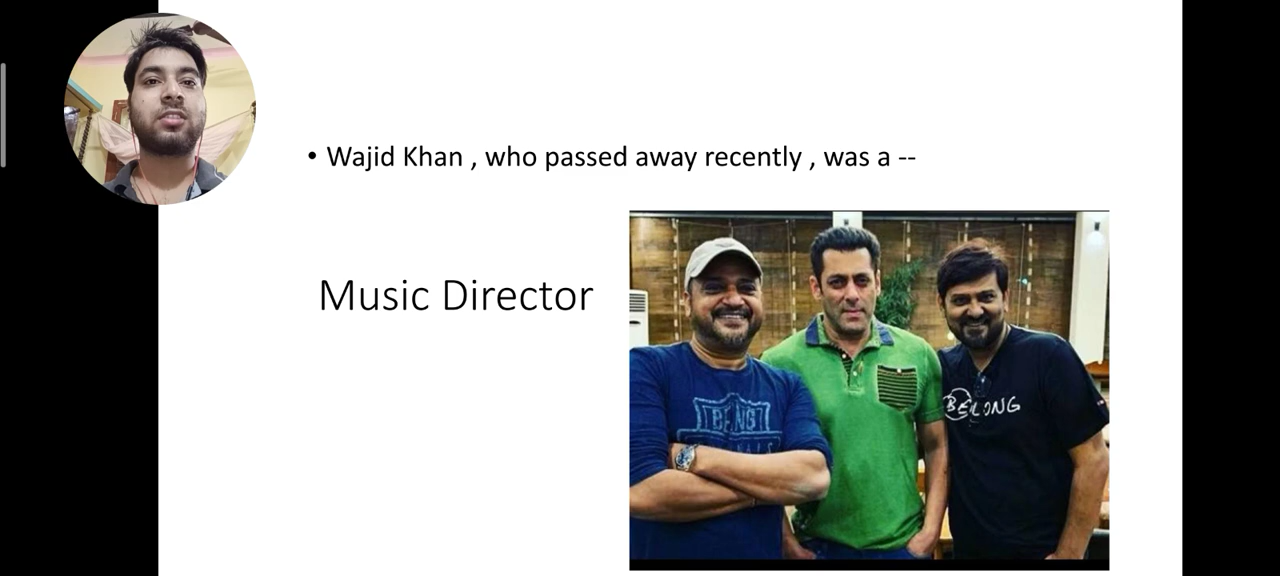 • Wajid Khan , who passed away recently , was a --
Music Director
BEING
BELONG